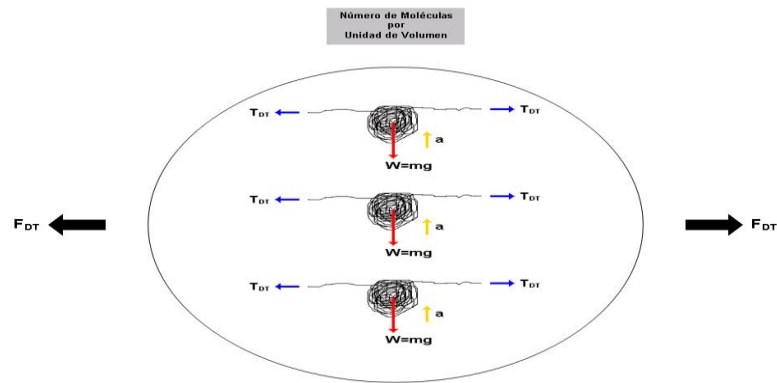 Número de Moléculas
por
Unidad de Volumen
T_DT T_DT
a
W=mg
F_DT T_DT T_DT F_DT
a
W=mg
T_DT T_DT
a
W=mg